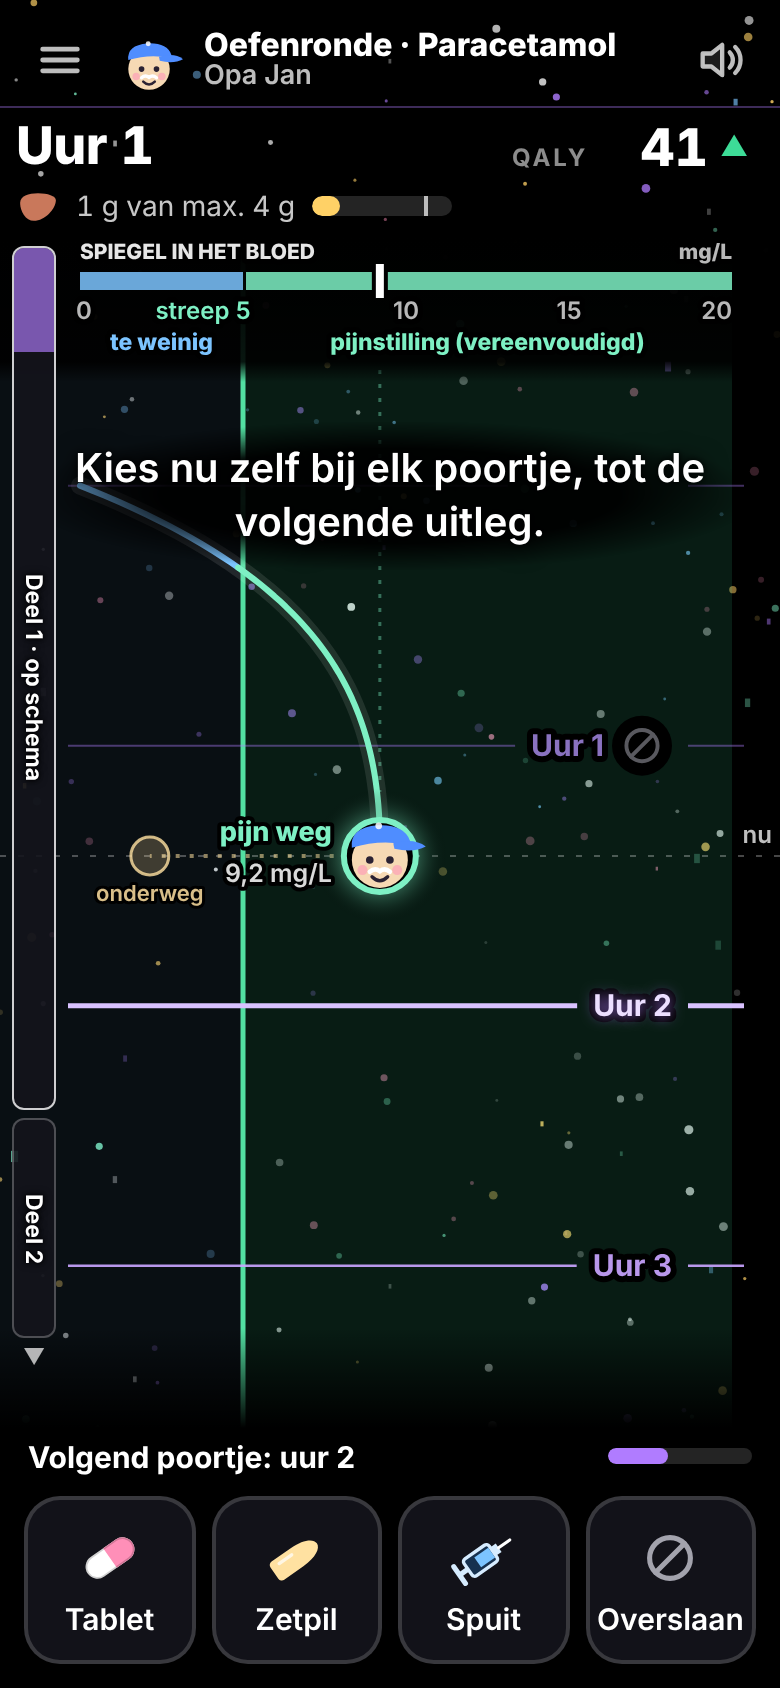 Oefenronde · Paracetamol
Opa Jan
Uur 1
QALY 41
1 g van max. 4 g
SPIEGEL IN HET BLOED mg/L
0 streep 5 10 15 20
te weinig pijnstilling (vereenvoudigd)
Kies nu zelf bij elk poortje, tot de
volgende uitleg.
Deel 1 · op schema
Uur 1
pijn weg
nu
9,2 mg/L
onderweg
Uur 2
Deel 2
Uur 3
Volgend poortje: uur 2
Tablet Zetpil Spuit Overslaan